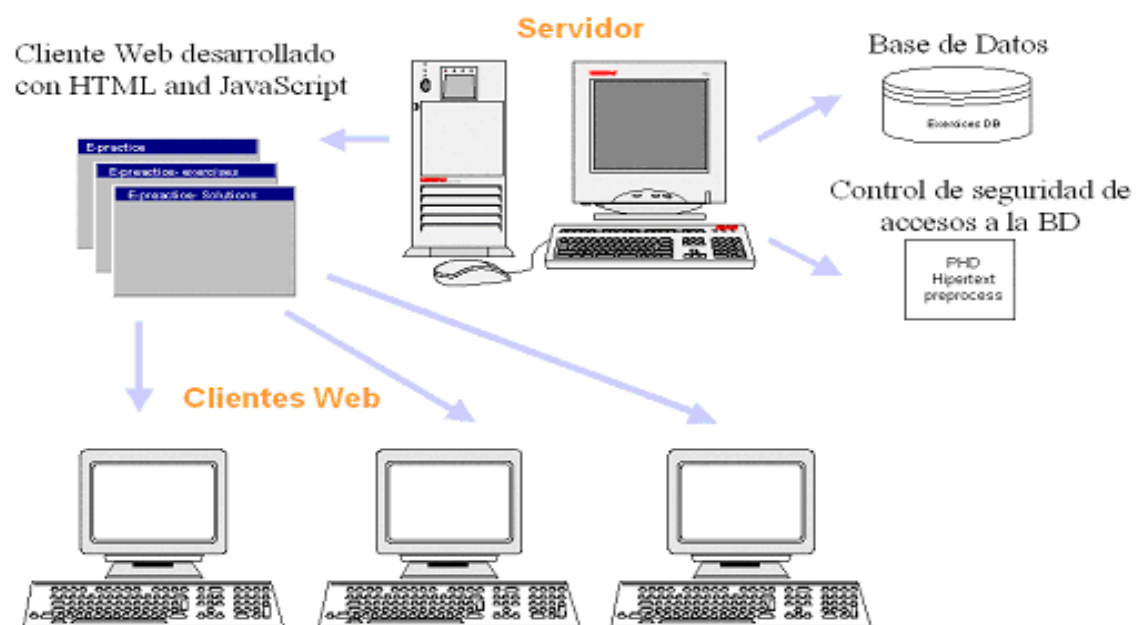 Servidor
Cliente Web desarrollado
con HTML and JavaScript
Base de Datos
Exercices DB
E-practice
E-preactice- exercises
E-preactice- Solutions
Control de seguridad de
accesos a la BD
PHD
Hipertext
preprocess
Clientes Web